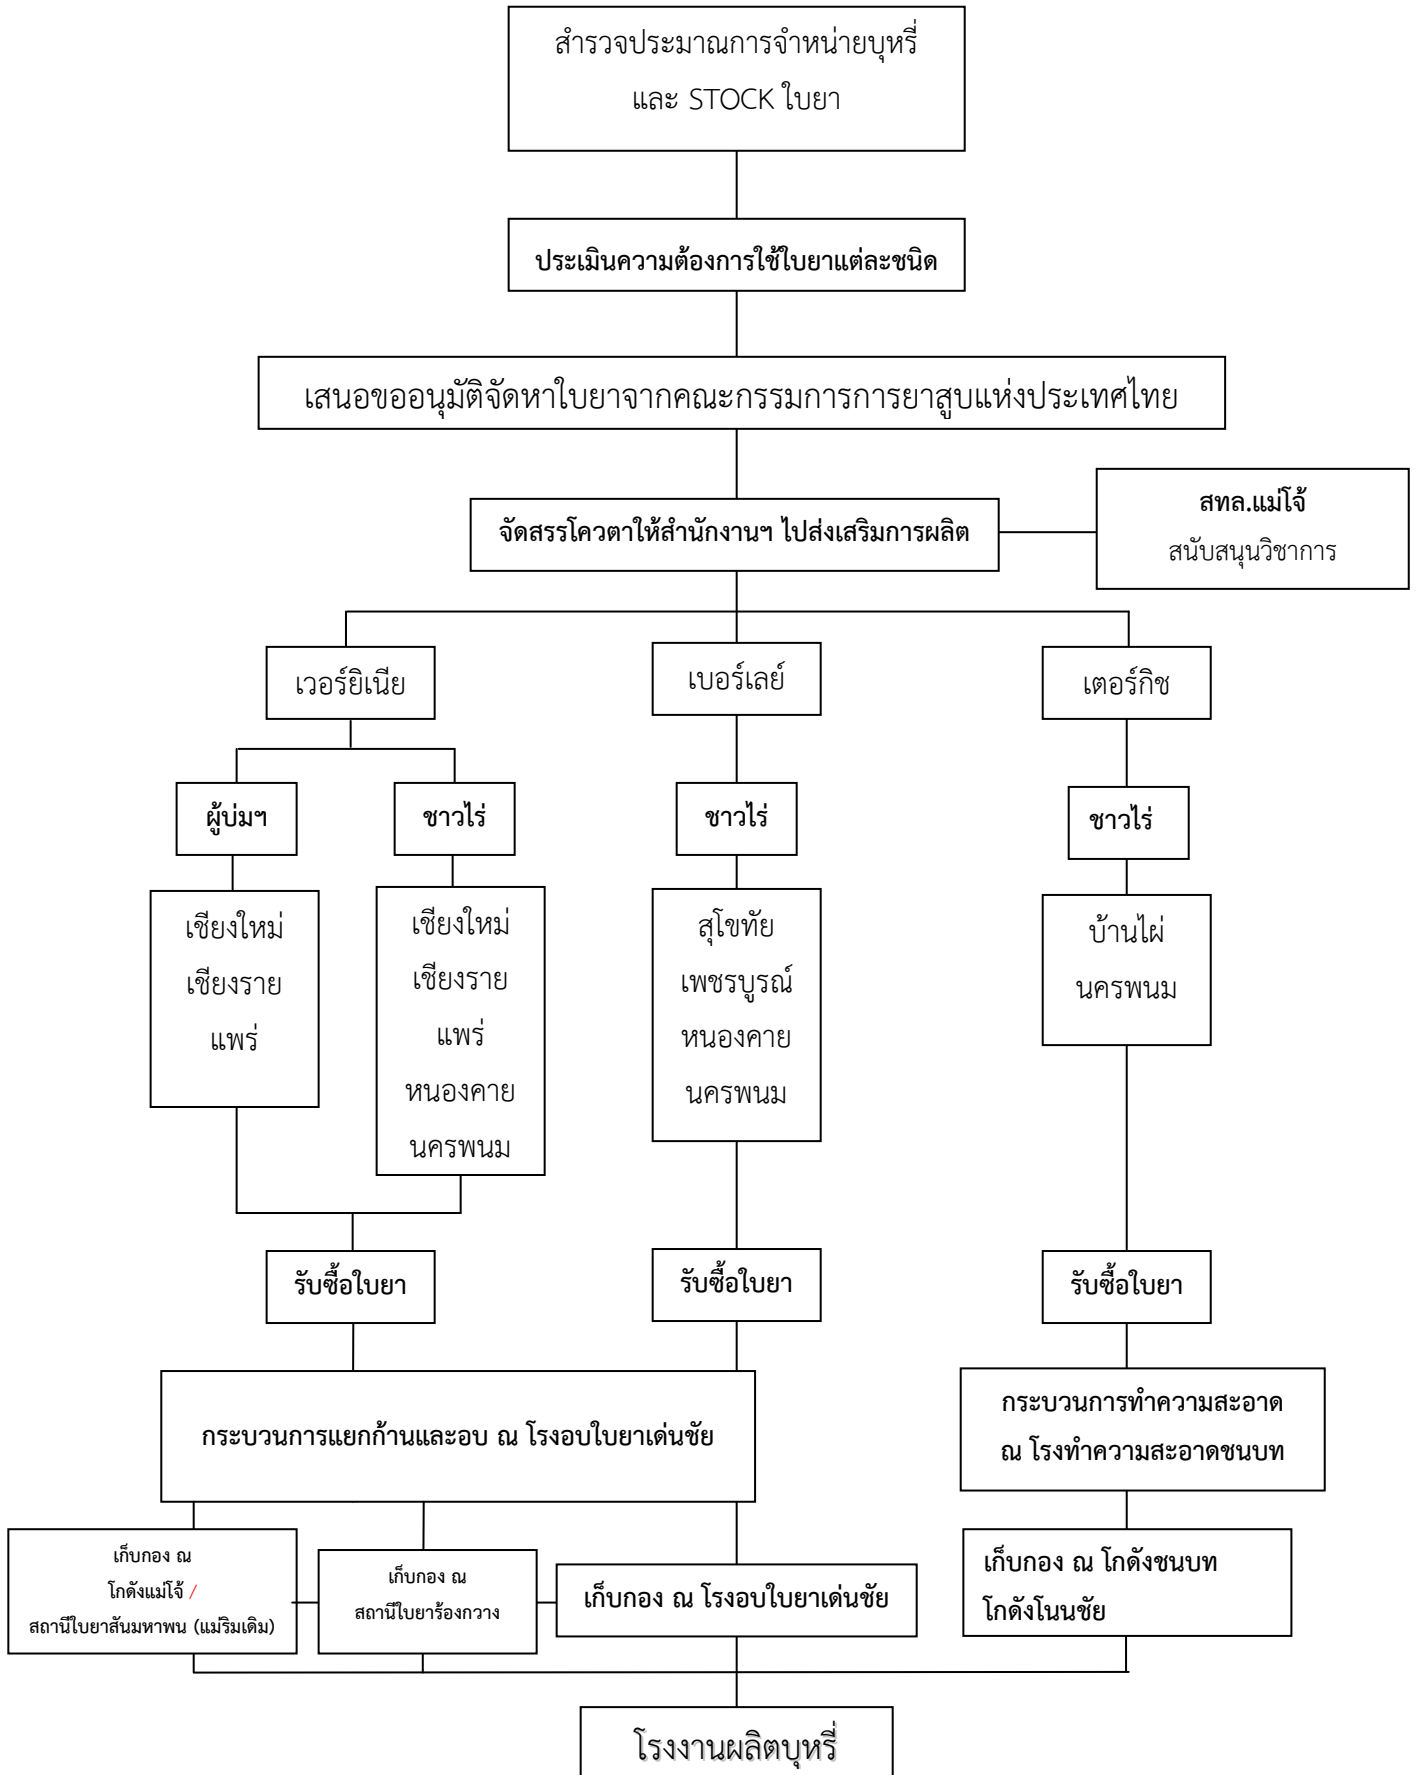 สำรวจประมาณการจำหน่ายบุหรี่
และ STOCK ใบยา
ประเมินความต้องการใช้ใบยาแต่ละชนิด
เสนอขออนุมัติจัดหาใบยาจากคณะกรรมการการยาสูบแห่งประเทศไทย
จัดสรรโควตาให้สำนักงานฯ ไปส่งเสริมการผลิต
สทล.แม่โจ้
สนับสนุนวิชาการ
เวอร์ยิเนีย
เบอร์เลย์
เตอร์กิช
ผู้บ่มฯ
ชาวไร่
ชาวไร่
ชาวไร่
เชียงใหม่
เชียงราย
แพร่
เชียงใหม่
เชียงราย
แพร่
หนองคาย
นครพนม
สุโขทัย
เพชรบูรณ์
หนองคาย
นครพนม
บ้านไผ่
นครพนม
รับซื้อใบยา
รับซื้อใบยา
รับซื้อใบยา
กระบวนการแยกก้านและอบ ณ โรงอบใบยาเด่นชัย
กระบวนการทำความสะอาด
ณ โรงทำความสะอาดชนบท
เก็บกอง ณ
โกดังแม่โจ้ /
สถานีใบยาสันมหาพน (แม่ริมเดิม)
เก็บกอง ณ
สถานีใบยาร้องกวาง
เก็บกอง ณ โรงอบใบยาเด่นชัย
เก็บกอง ณ โกดังชนบท
โกดังโนนชัย
โรงงานผลิตบุหรี่